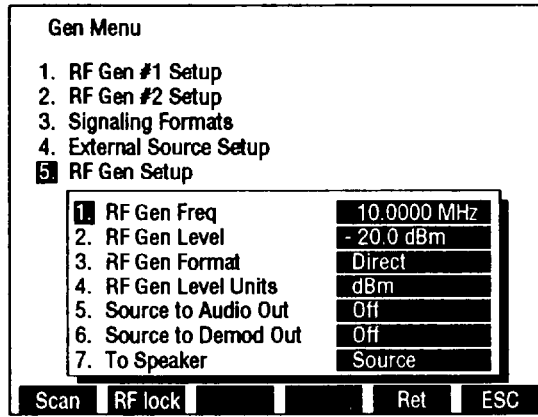 Gen Menu
1. RF Gen #1 Setup
2. RF Gen #2 Setup
3. Signaling Formats
4. External Source Setup
5. RF Gen Setup
1. RF Gen Freq 10.0000 MHz
2. RF Gen Level - 20.0 dBm
3. RF Gen Format Direct
4. RF Gen Level Units dBm
5. Source to Audio Out Off
6. Source to Demod Out Off
7. To Speaker Source
Scan RF lock Ret ESC